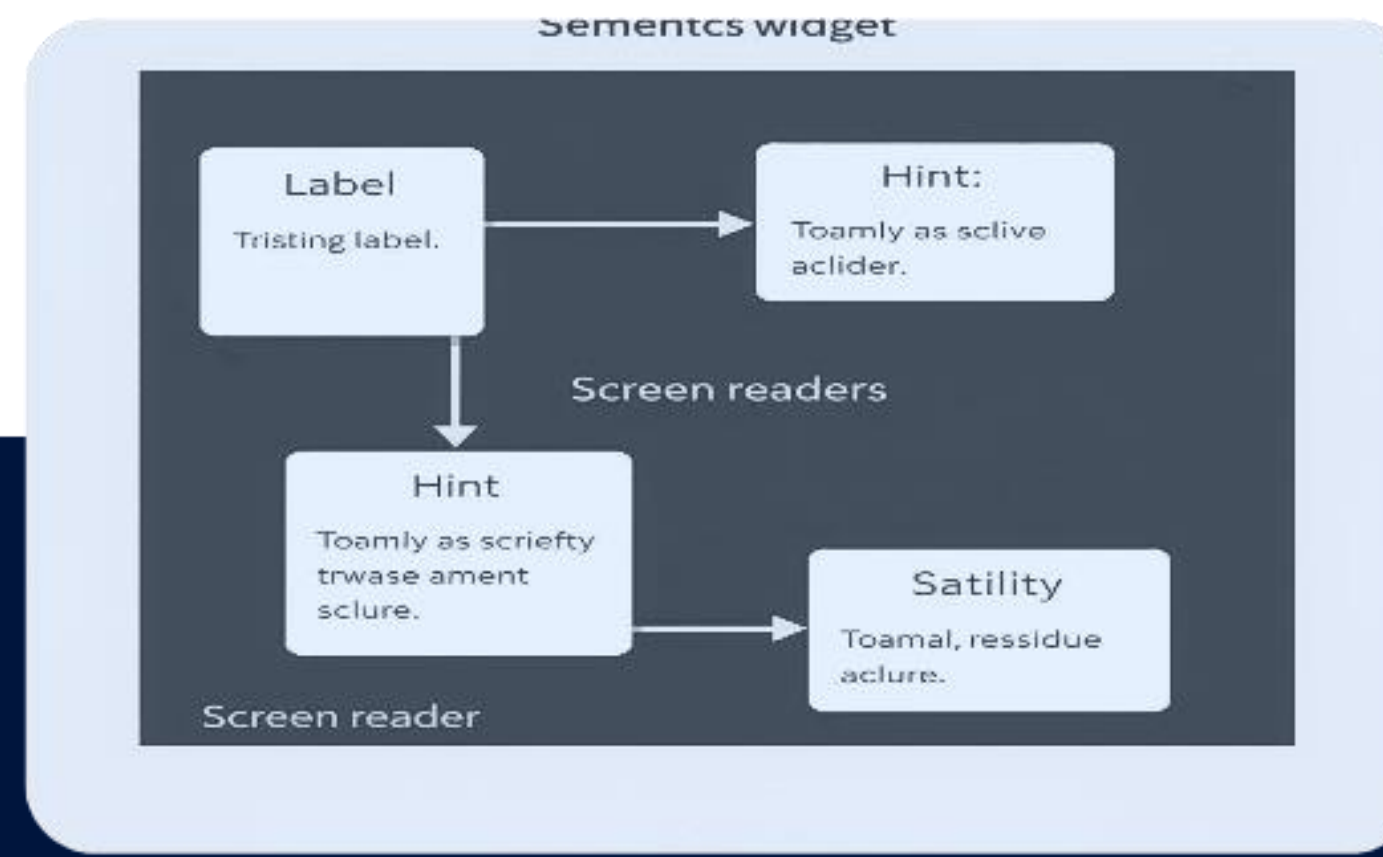 Sementcs widget
Label
Tristing label.
Hint:
Toamly as sclive
aclider.
Screen readers
Hint
Toamly as scriefty
trwase ament
sclure.
Satility
Toamal, ressidue
aclure.
Screen reader